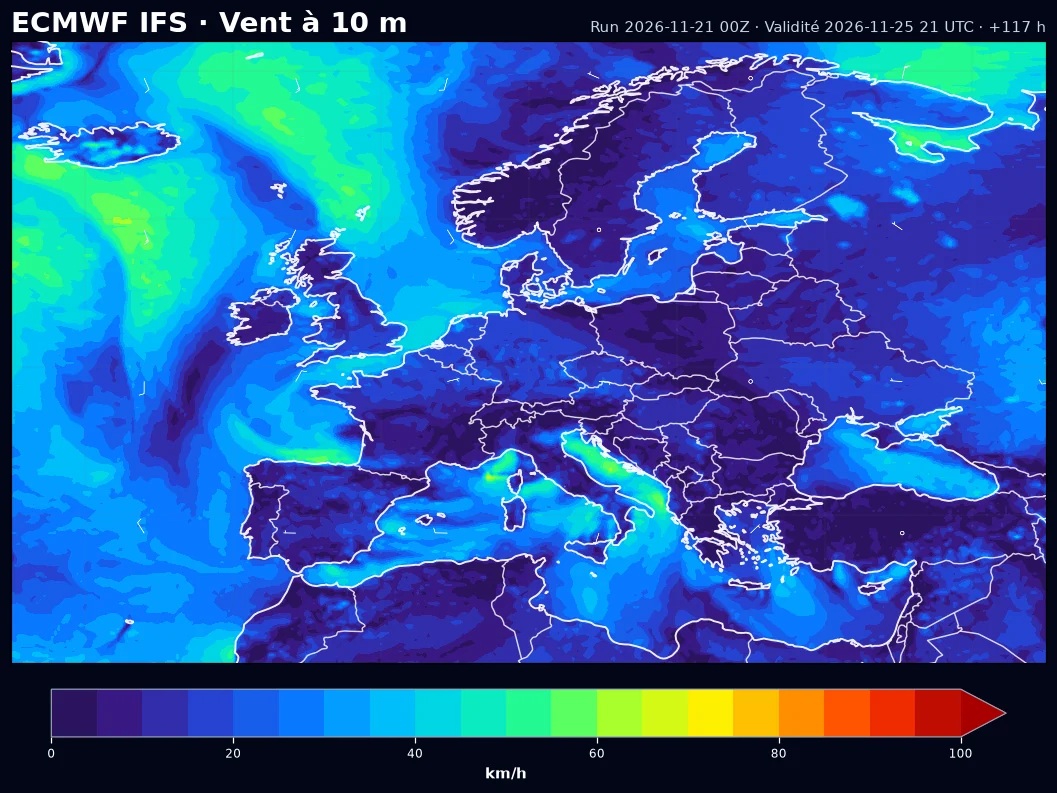 ECMWF IFS · Vent à 10 m
Run 2026-11-21 00Z · Validité 2026-11-25 21 UTC · +117 h
0 20 40 60 80 100
km/h